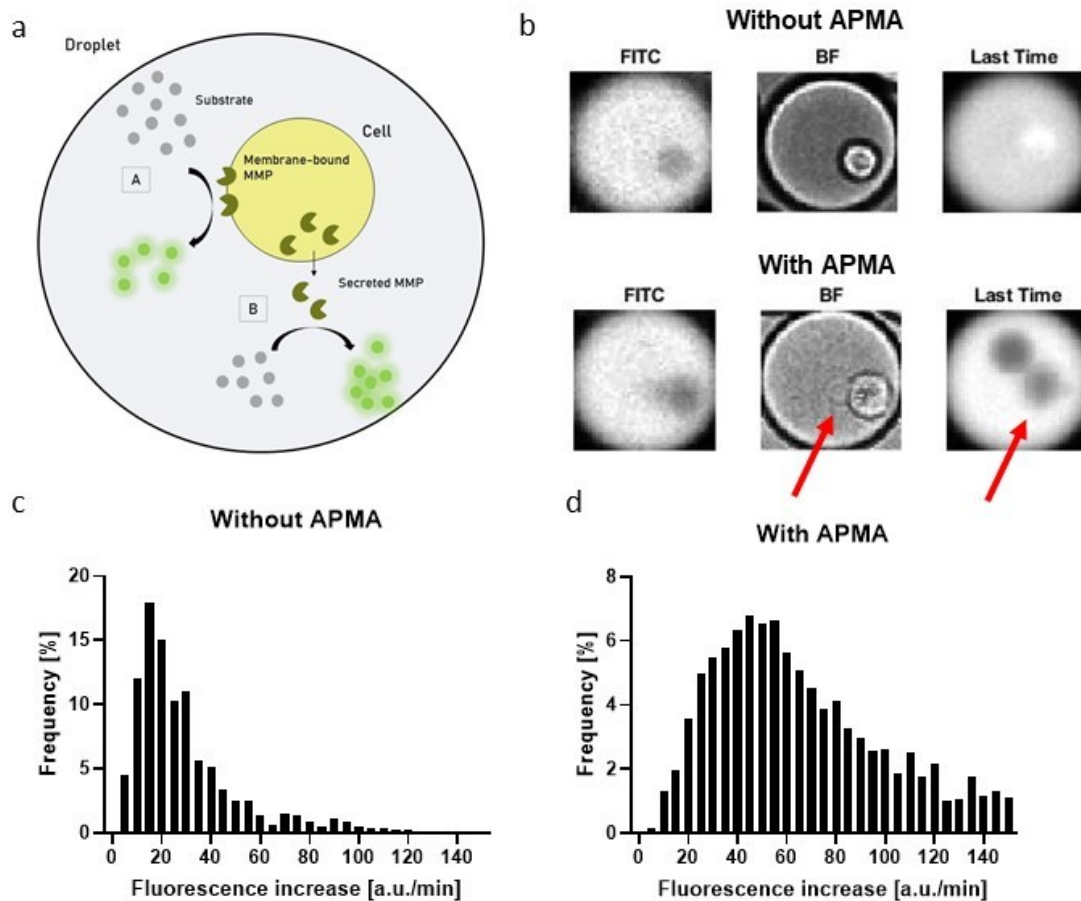 a
Droplet
Substrate
Cell
Membrane-bound
MMP
A
Secreted MMP
B
b
Without APMA
FITC BF Last Time
With APMA
FITC BF Last Time
c
Without APMA
Frequency [%]
20
15
10
5
0
0 20 40 60 80 100 120 140
Fluorescence increase [a.u./min]
d
With APMA
Frequency [%]
8
6
4
2
0
0 20 40 60 80 100 120 140
Fluorescence increase [a.u./min]